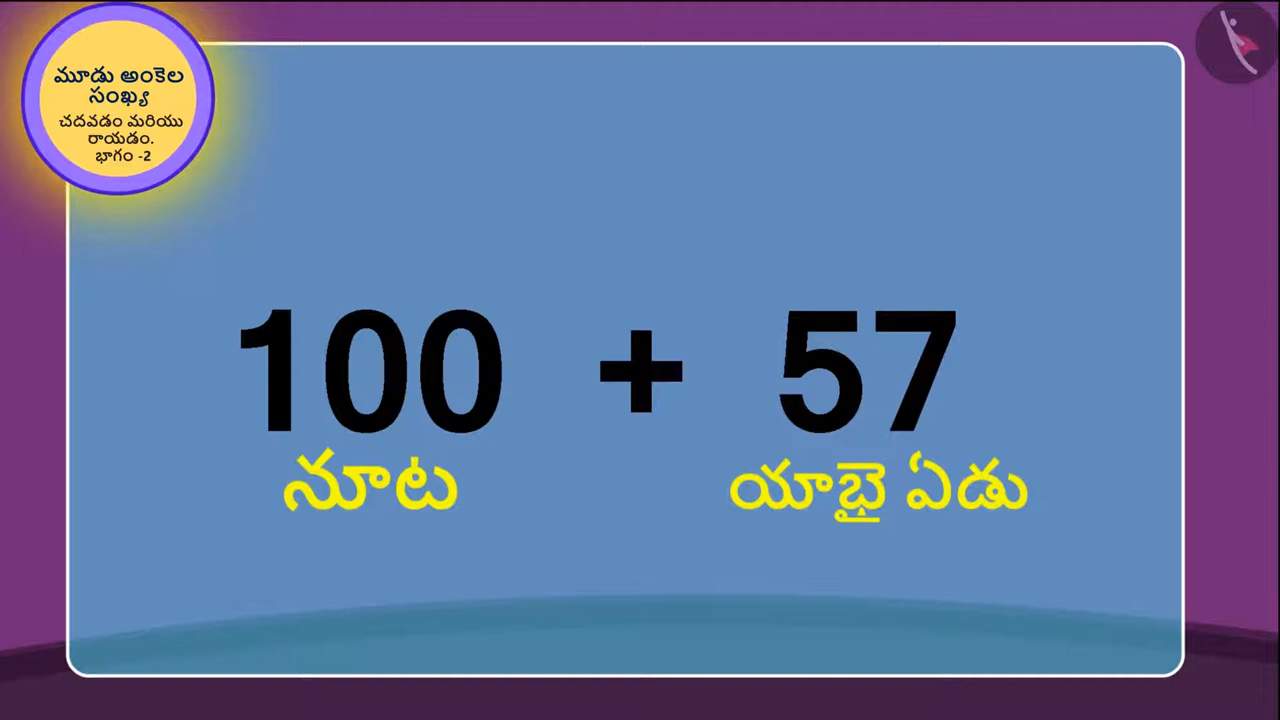 మూడు అంకెల
సంఖ్య
చదవడం మరియు
రాయడం.
భాగం -2
100 + 57
నూట యాభై ఏడు